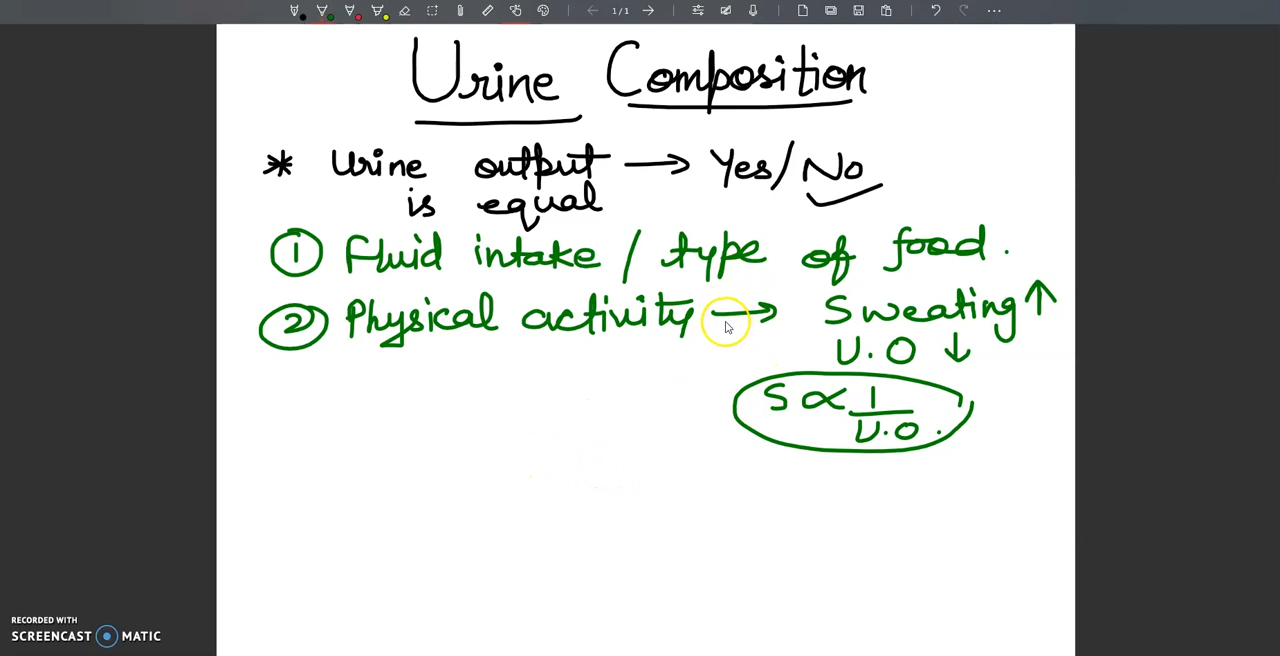 1/1
Urine Composition
* Urine output → Yes/No
is equal
① Fluid intake / type of food.
② Physical activity → Sweating ↑
U.O ↓
S ∝ 1/U.O.
RECORDED WITH
SCREENCAST MATIC